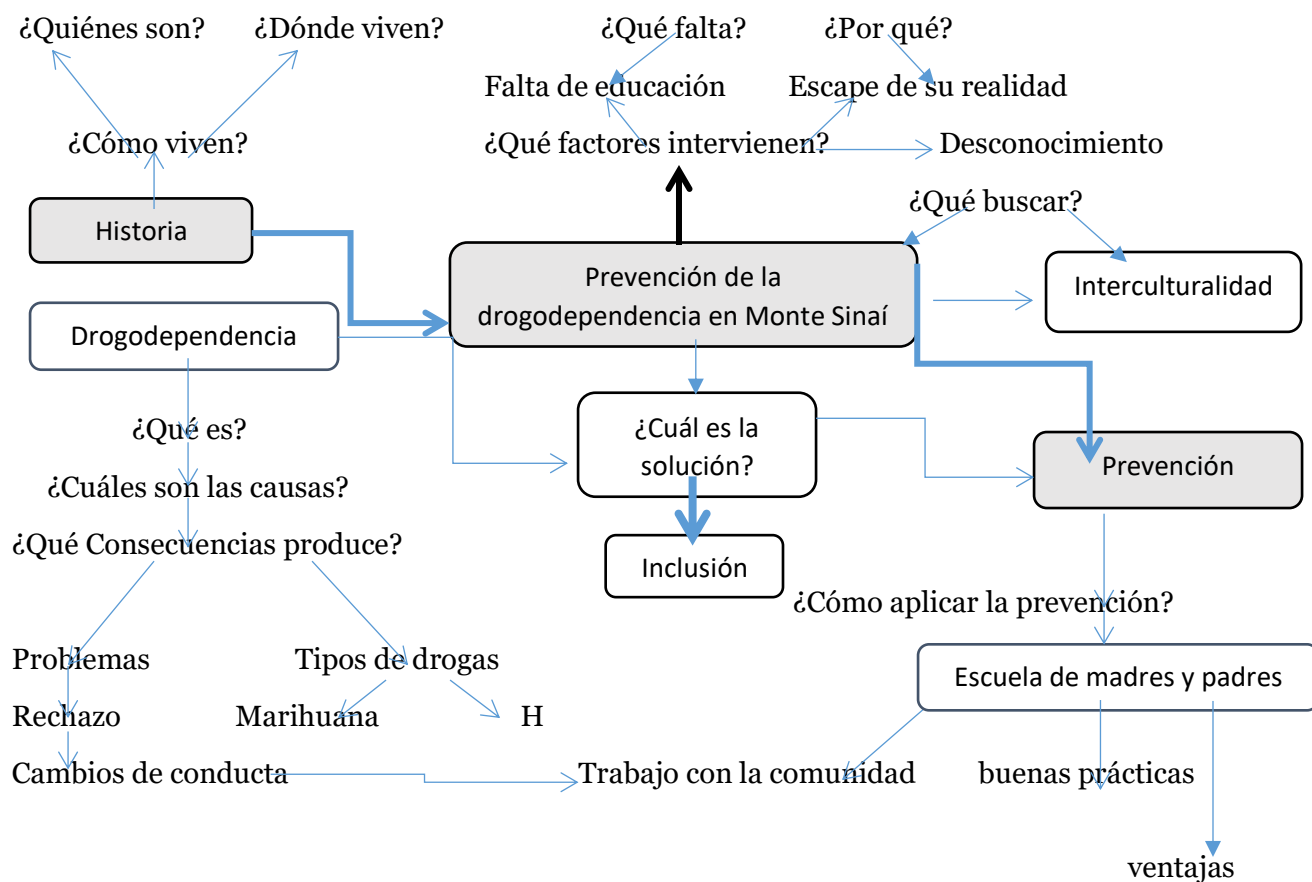 ¿Quiénes son? ¿Dónde viven? ¿Qué falta? ¿Por qué?
Falta de educación Escape de su realidad
¿Cómo viven? ¿Qué factores intervienen? Desconocimiento
¿Qué buscar?
Historia
Prevención de la
drogodependencia en Monte Sinaí
Interculturalidad
Drogodependencia
¿Qué es?
¿Cuál es la
solución?
Prevención
¿Cuáles son las causas?
¿Qué Consecuencias produce?
Inclusión
¿Cómo aplicar la prevención?
Problemas Tipos de drogas
Escuela de madres y padres
Rechazo Marihuana H
Cambios de conducta Trabajo con la comunidad buenas prácticas
ventajas